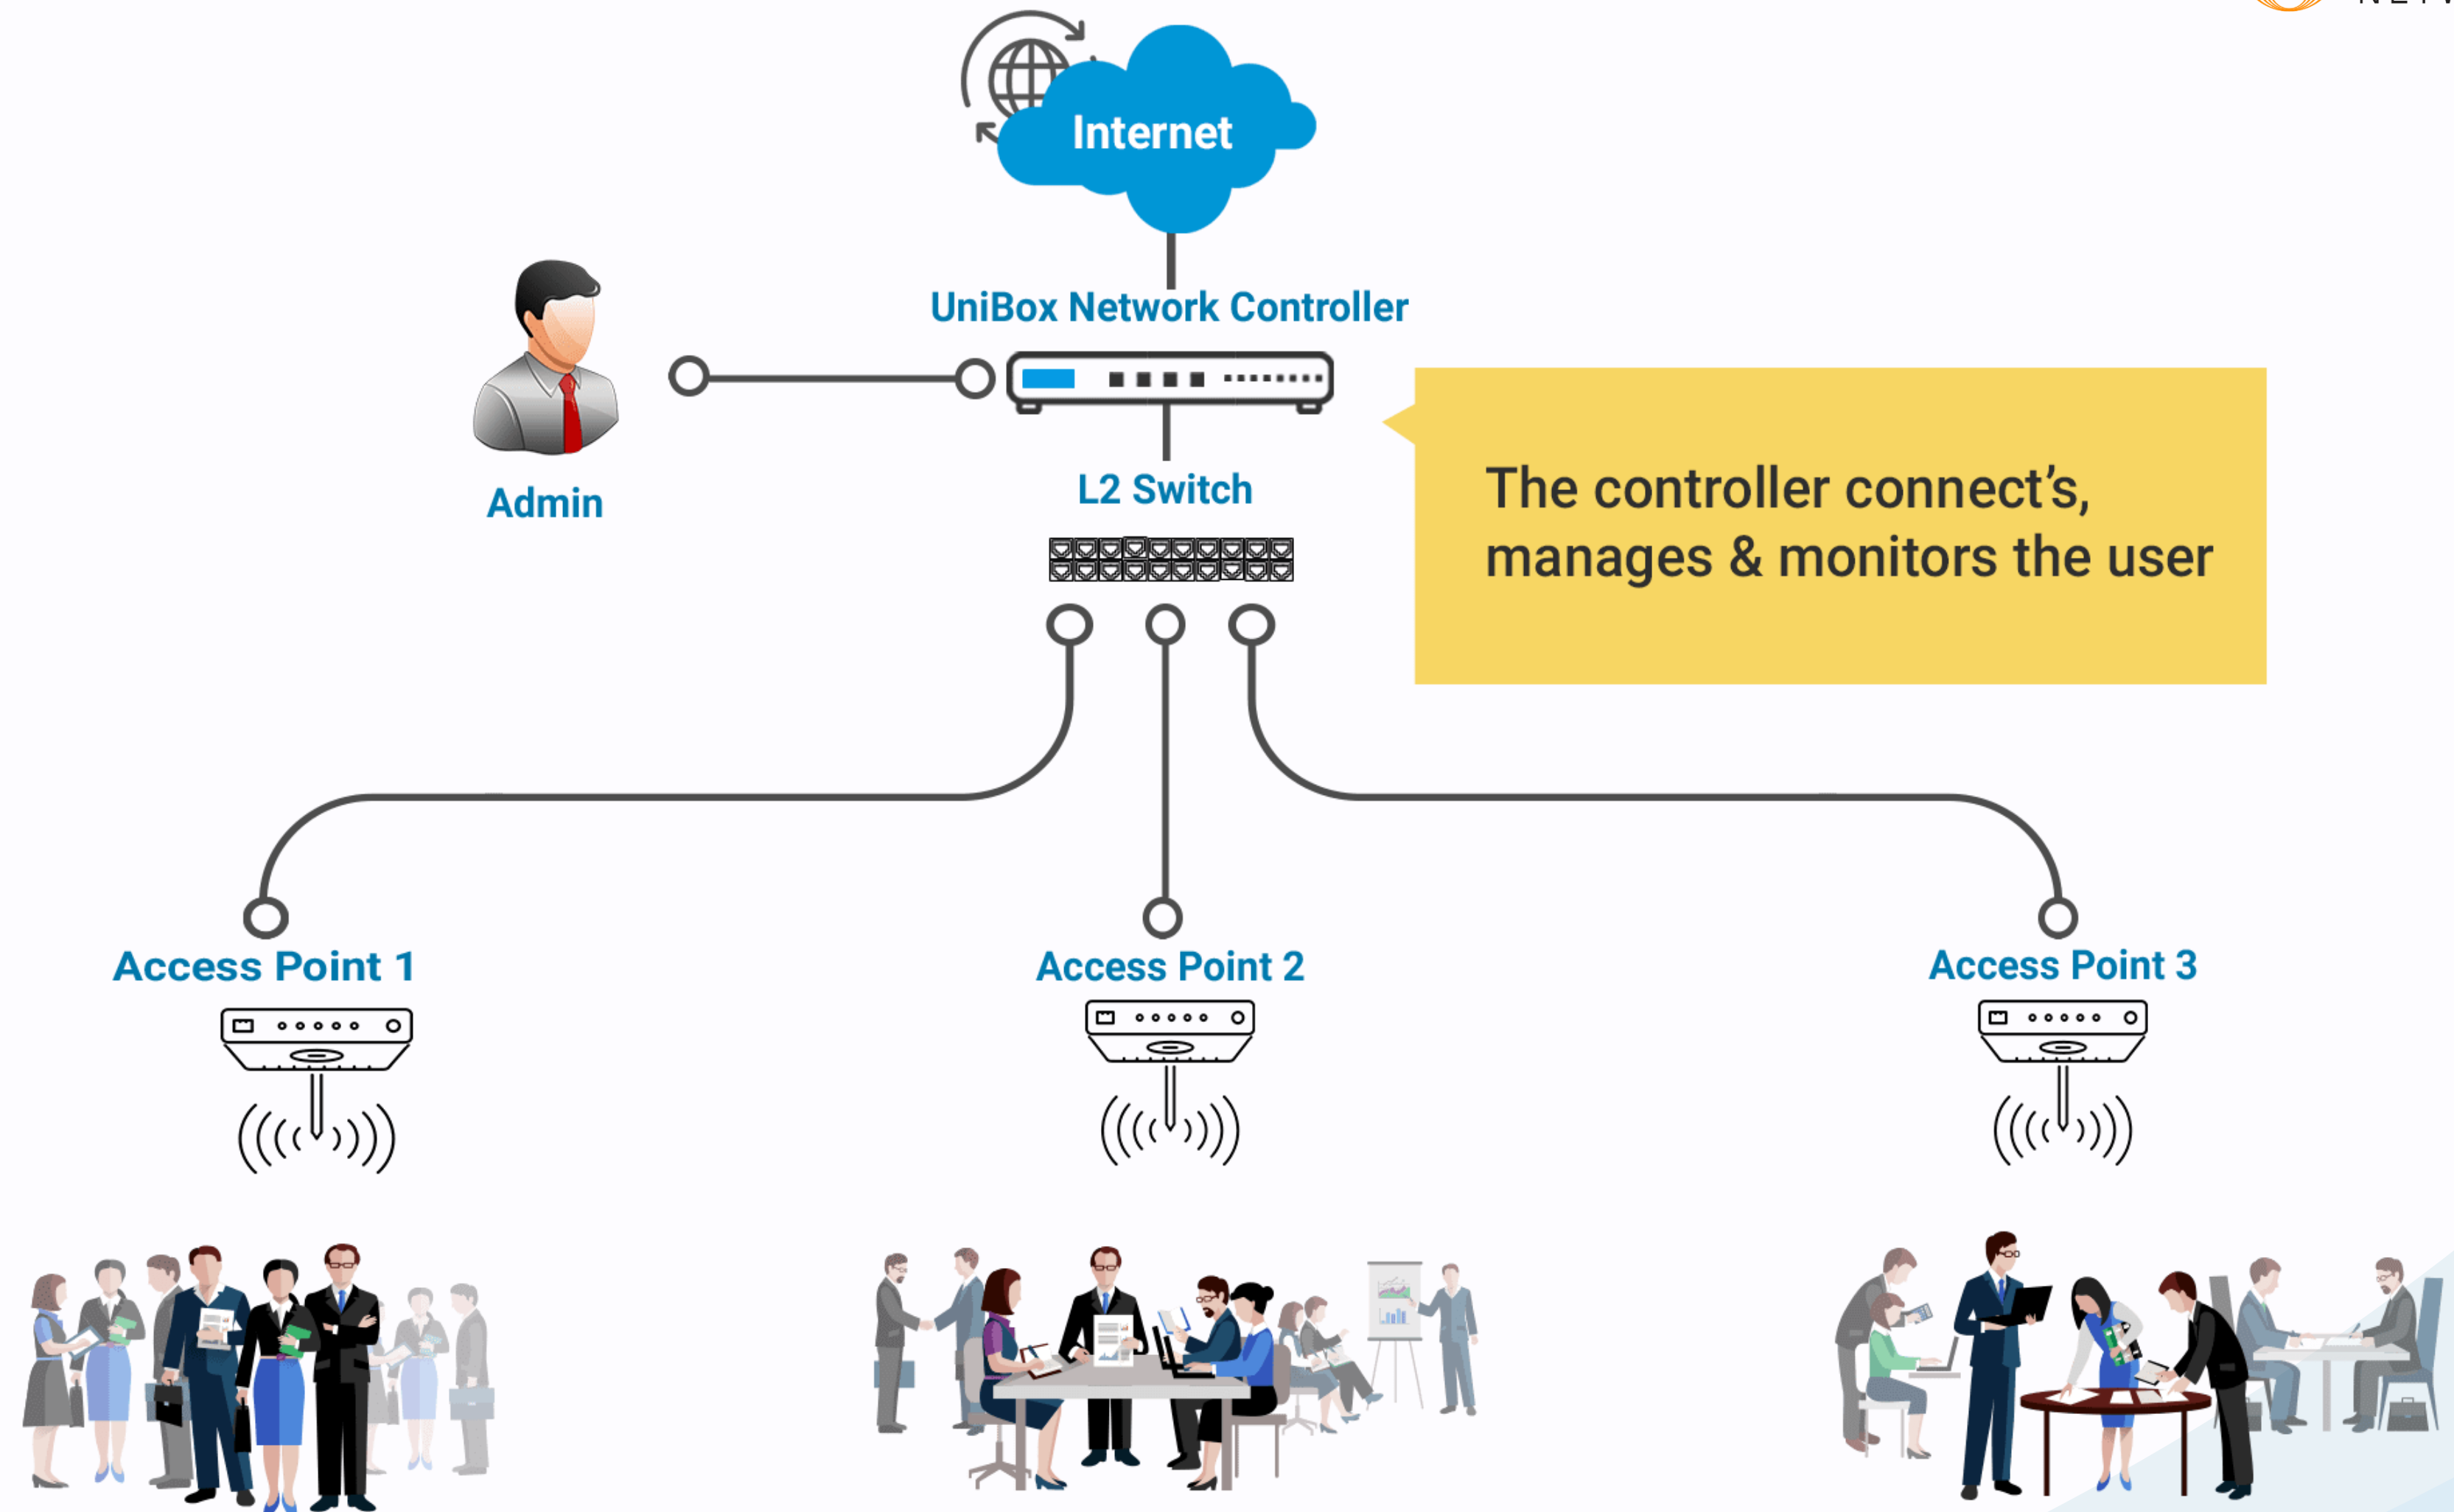 Internet
UniBox Network Controller
Admin
L2 Switch
The controller connect’s,
manages & monitors the user
Access Point 1
Access Point 2
Access Point 3